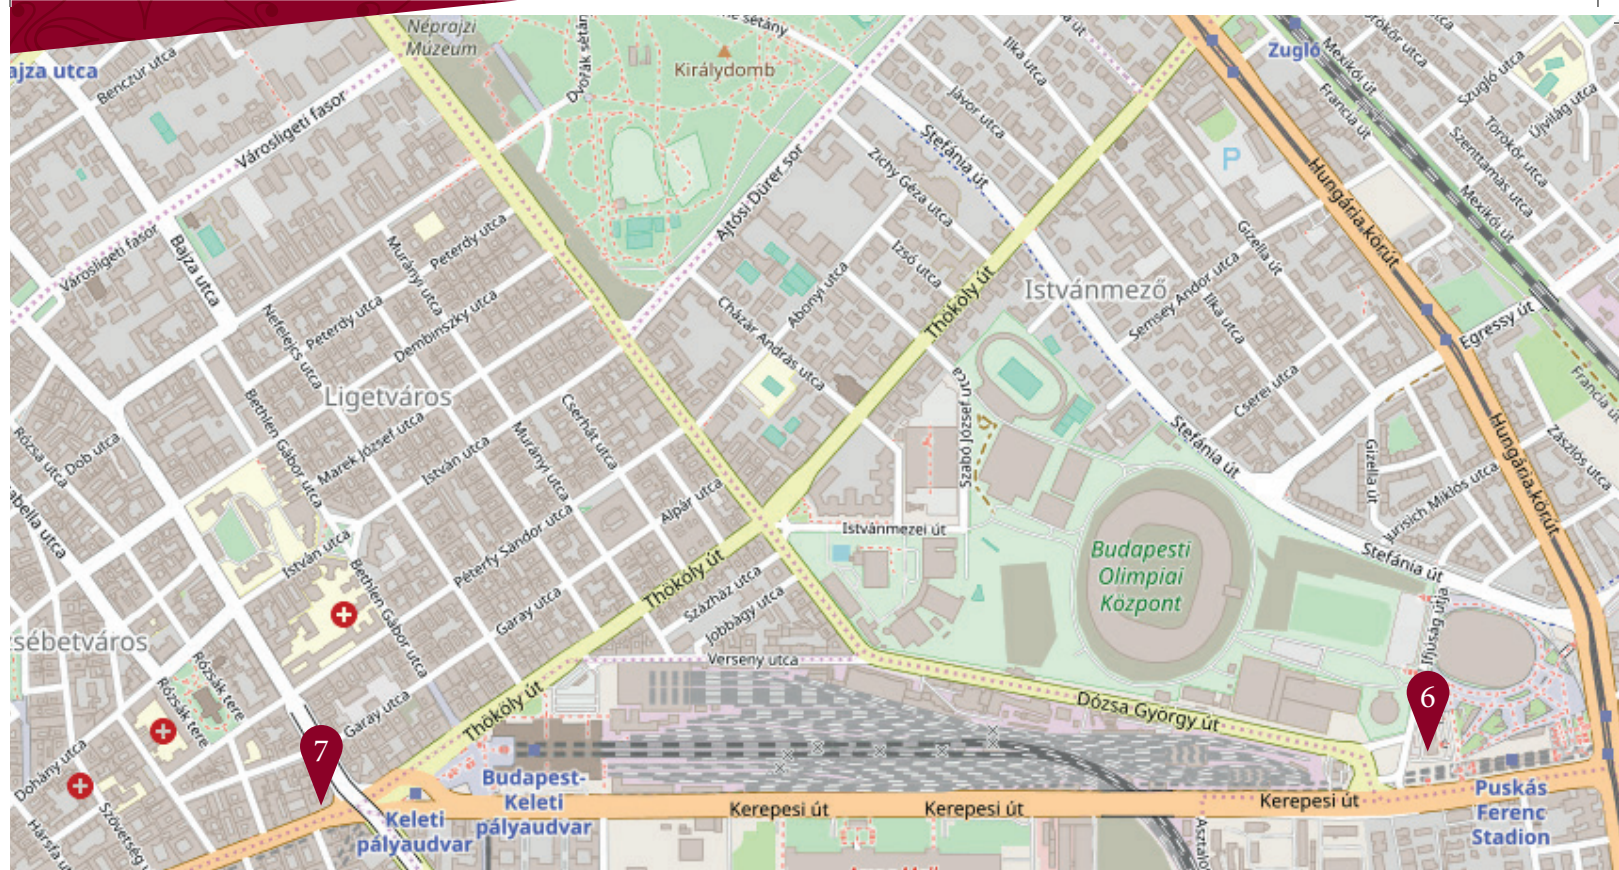 Néprajzi
Múzeum
Dvořák sétány
sétány
Királydomb
Ilka utca
Jávor utca
Zugló
Mexikói út
Francia út
Szugló utca
Újvilág utca
Törökőr utca
Szenttamás utca
Mexikói út
ajza utca
Benczúr utca
Városligeti fasor
Városligeti fasor
Bajza utca
Stefánia út
Zichy Géza utca
Ajtósi Dürer sor
P
Hungária körút
Gizella út
Murányi utca
Peterdy utca
Izsó utca
Abonyi utca
Thököly út
Istvánmező
Semsey Andor utca
Ilka utca
Egressy út
Nefelejcs utca
Peterdy utca
Dembinszky utca
Cházár András utca
Ligetváros
Szabó József utca
Cserei utca
Francia út
Rózsa utca
Dob utca
Bethlen Gábor utca
Marek József utca
István utca
Murányi utca
Cserhát utca
Stefánia út
Gizella út
Hungária körút
Zászlós utca
Jurisich Miklós utca
abella utca
Alpár utca
Istvánmezei út
Budapesti
Olimpiai
Központ
Stefánia út
István utca
Bethlen Gábor utca
Péterfy Sándor utca
Thököly út
Százház utca
Garay utca
Jobbágy utca
Ifjúság útja
sébetváros
Verseny utca
Rózsák tere
Rózsák tere
Garay utca
Thököly út
Dózsa György út
6
7
Dohány utca
Szövetség u
Hársfa u
Keleti
pályaudvar
Budapest-
Keleti
pályaudvar
Kerepesi út
Kerepesi út
Kerepesi út
Asztalo
Puskás
Ferenc
Stadion